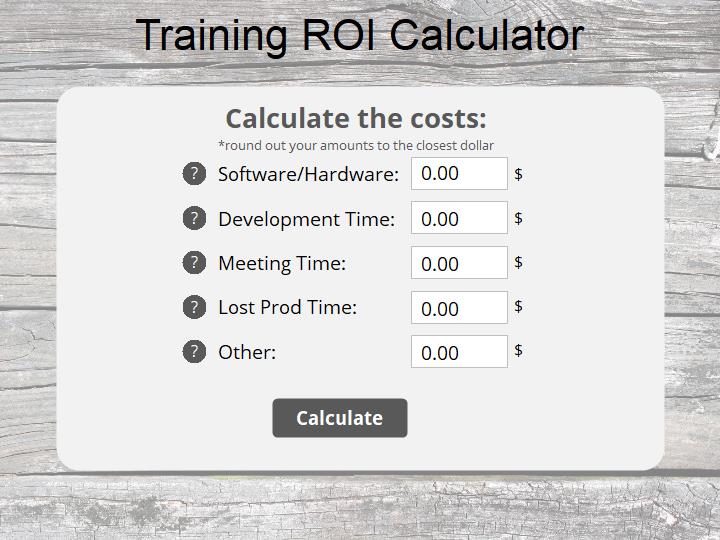 Training ROI Calculator
Calculate the costs:
*round out your amounts to the closest dollar
? Software/Hardware: 0.00 $
? Development Time: 0.00 $
? Meeting Time: 0.00 $
? Lost Prod Time: 0.00 $
? Other: 0.00 $
Calculate